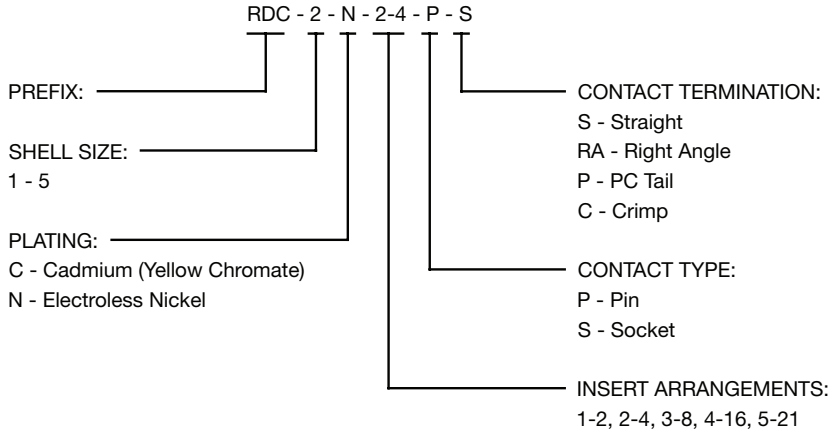 RDC - 2 - N - 2-4 - P - S
PREFIX:
SHELL SIZE:
1 - 5
PLATING:
C - Cadmium (Yellow Chromate)
N - Electroless Nickel
CONTACT TERMINATION:
S - Straight
RA - Right Angle
P - PC Tail
C - Crimp
CONTACT TYPE:
P - Pin
S - Socket
INSERT ARRANGEMENTS:
1-2, 2-4, 3-8, 4-16, 5-21